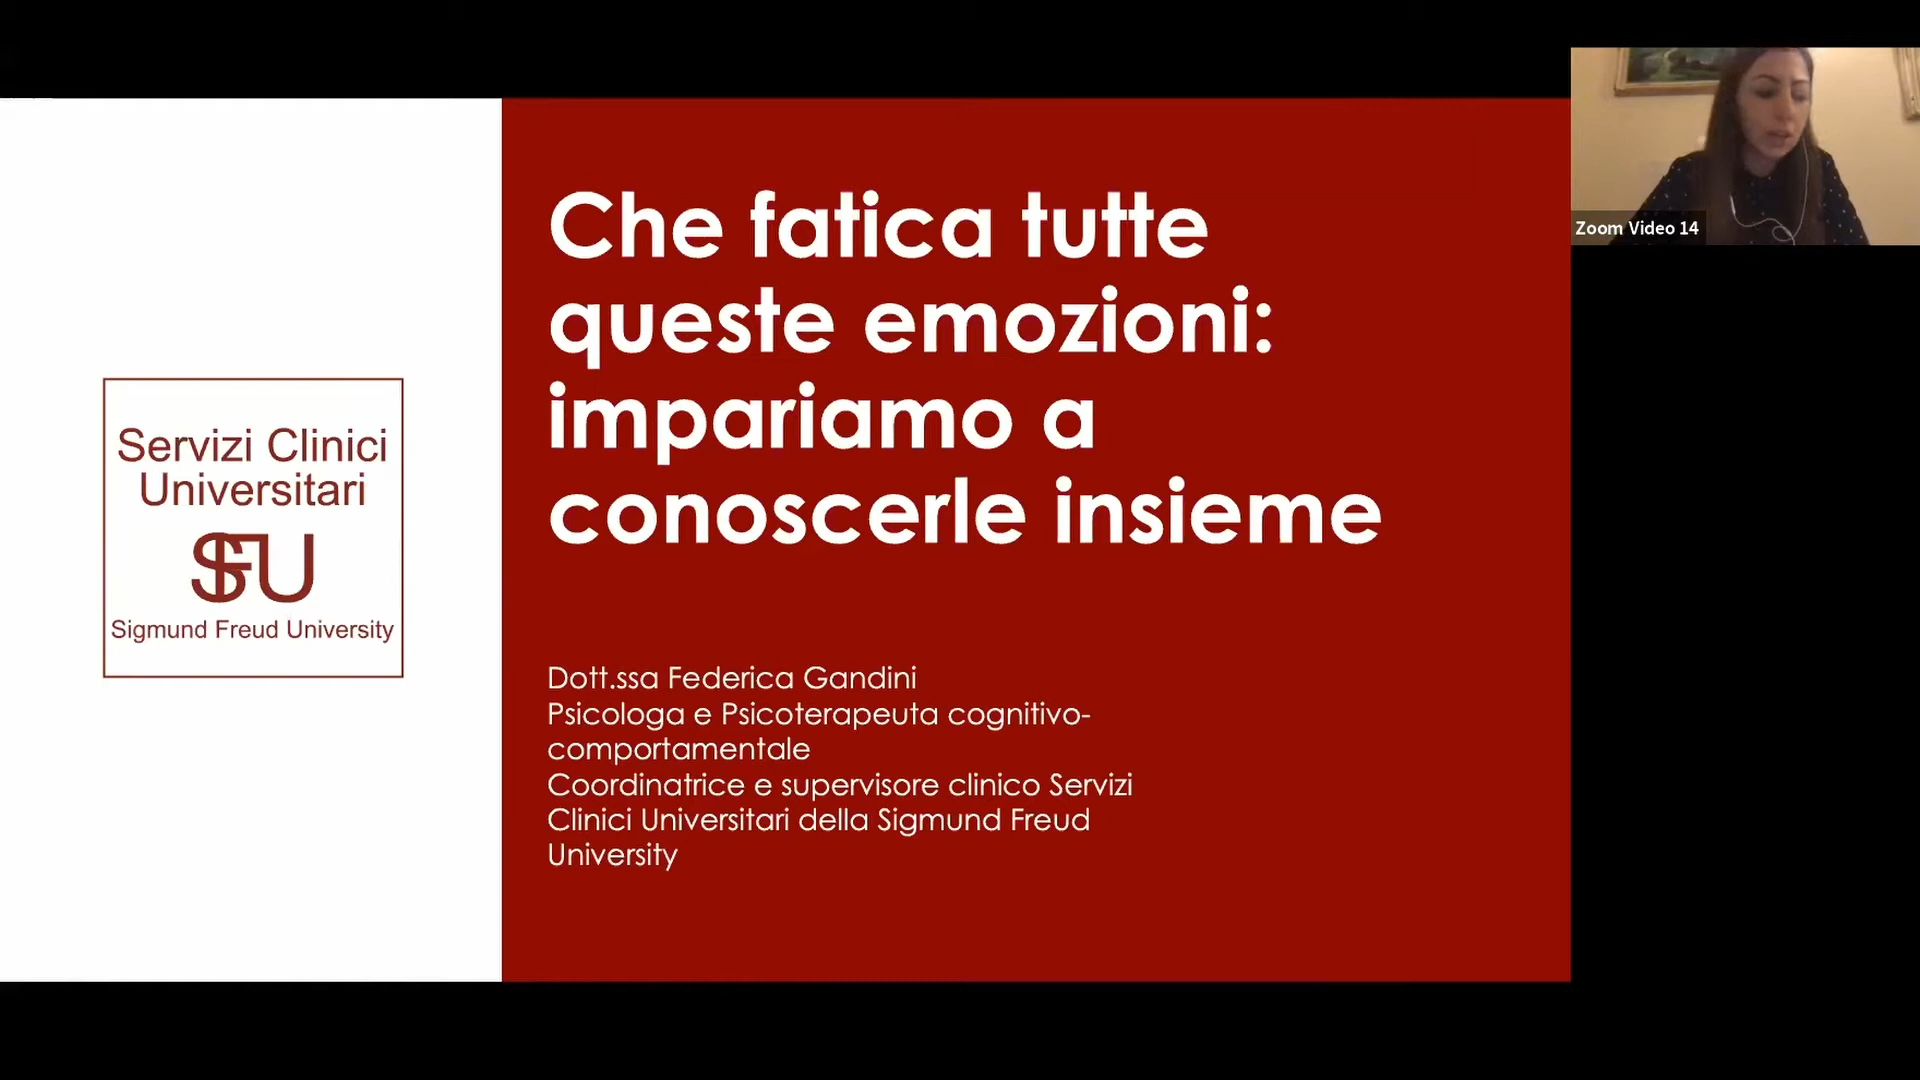 Servizi Clinici
Universitari
SFU
Sigmund Freud University
Che fatica tutte
queste emozioni:
impariamo a
conoscerle insieme
Dott.ssa Federica Gandini
Psicologa e Psicoterapeuta cognitivo-
comportamentale
Coordinatrice e supervisore clinico Servizi
Clinici Universitari della Sigmund Freud
University
Zoom Video 14